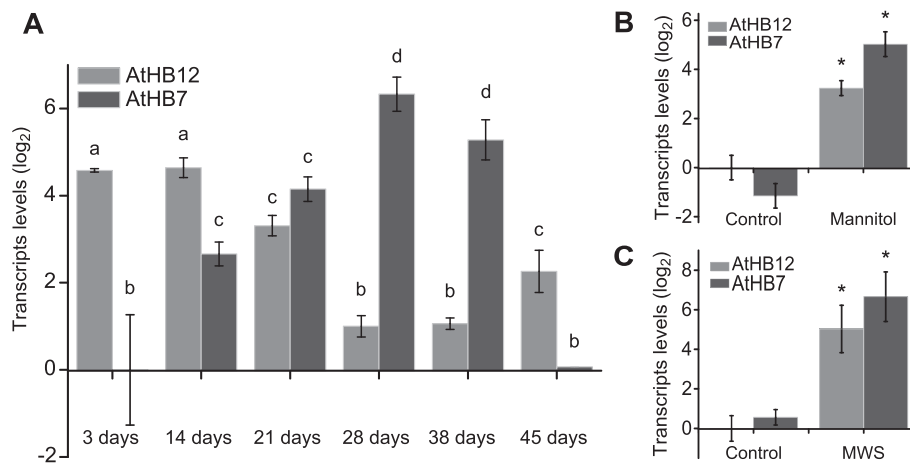 A
AtHB12
AtHB7
Transcripts levels (log2)
6
4
2
0
-2
a
b
a
c
c
c
b
d
b
d
c
b
3 days 14 days 21 days 28 days 38 days 45 days
B
AtHB12
AtHB7
Transcripts levels (log2)
6
4
2
0
-2
*
*
Control Mannitol
C
AtHB12
AtHB7
Transcripts levels (log2)
8
6
4
2
0
*
*
Control MWS